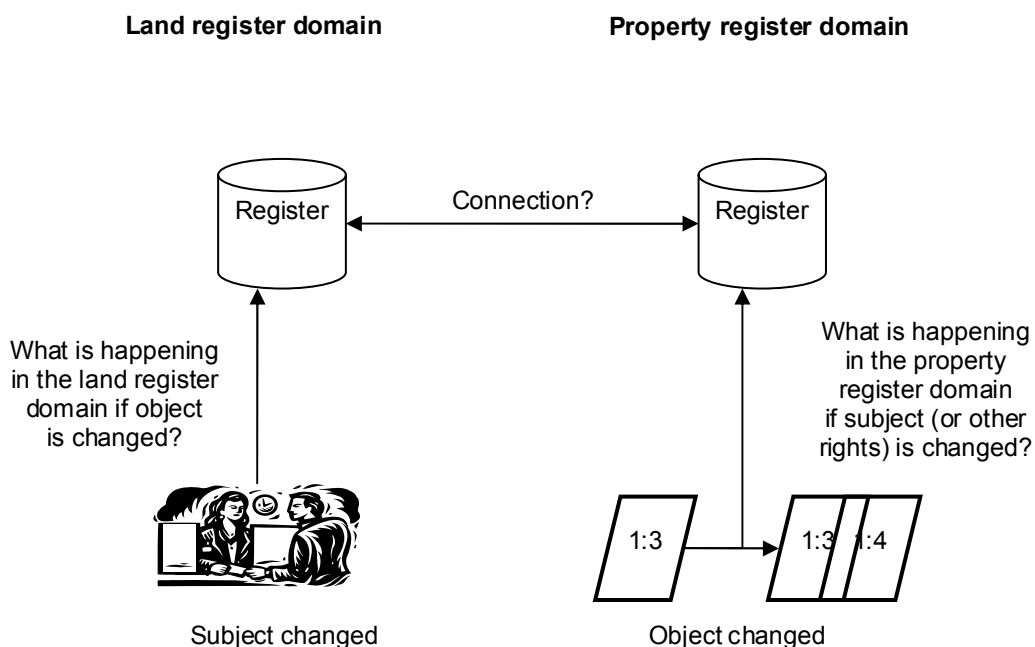 Land register domain
Property register domain
Register
Connection?
Register
What is happening
in the land register
domain if object
is changed?
What is happening
in the property
register domain
if subject (or other
rights) is changed?
1:3
1:3
1:4
Subject changed
Object changed